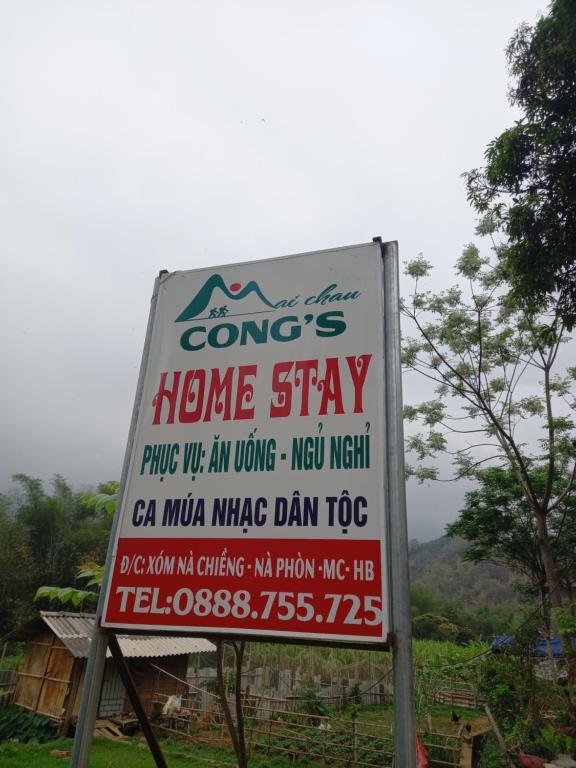 Mai chau
CONG'S
HOME STAY
PHỤC VỤ: ĂN UỐNG - NGỦ NGHỈ
CA MÚA NHẠC DÂN TỘC
Đ/C: XÓM NÀ CHIỀNG - NÀ PHÒN -MC- HB
TEL:0888.755.725